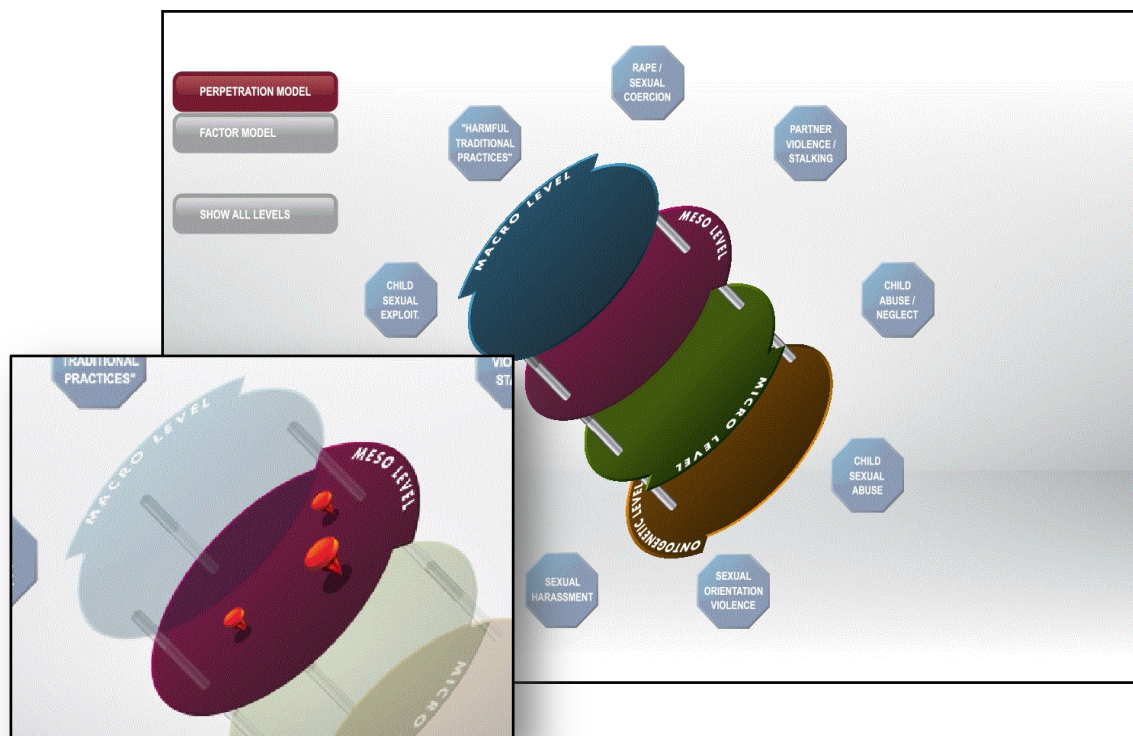 PERPETRATION MODEL
FACTOR MODEL
SHOW ALL LEVELS
RAPE /
SEXUAL
COERCION
"HARMFUL
TRADITIONAL
PRACTICES"
PARTNER
VIOLENCE /
STALKING
CHILD
SEXUAL
EXPLOIT.
CHILD
ABUSE /
NEGLECT
CHILD
SEXUAL
ABUSE
SEXUAL
HARASSMENT
SEXUAL
ORIENTATION
VIOLENCE
MACRO LEVEL
MESO LEVEL
MICRO LEVEL
ONTOGENETIC LEVEL
TRADITIONAL
PRACTICES"
MACRO LEVEL
MESO LEVEL
MICRO